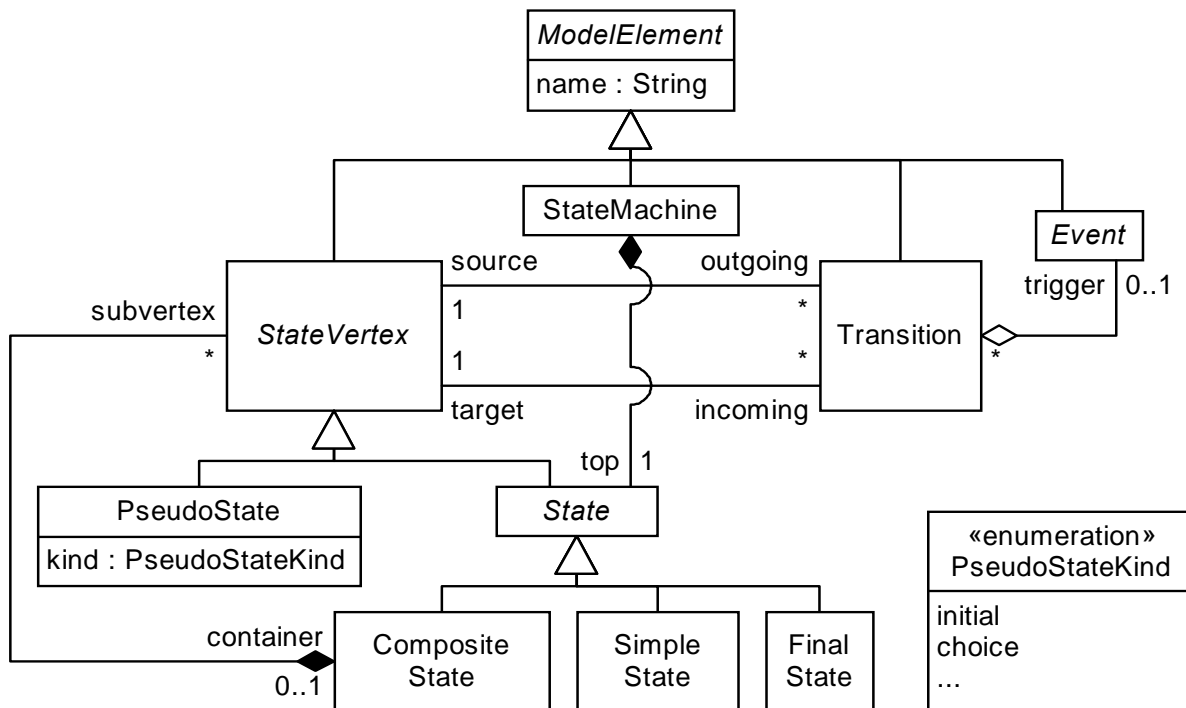 ModelElement
name : String
StateMachine
Event
source
outgoing
trigger
0..1
subvertex
1
*
StateVertex
Transition
*
1
*
*
target
incoming
top
1
PseudoState
State
kind : PseudoStateKind
«enumeration»
PseudoStateKind
initial
choice
...
container
0..1
Composite
State
Simple
State
Final
State